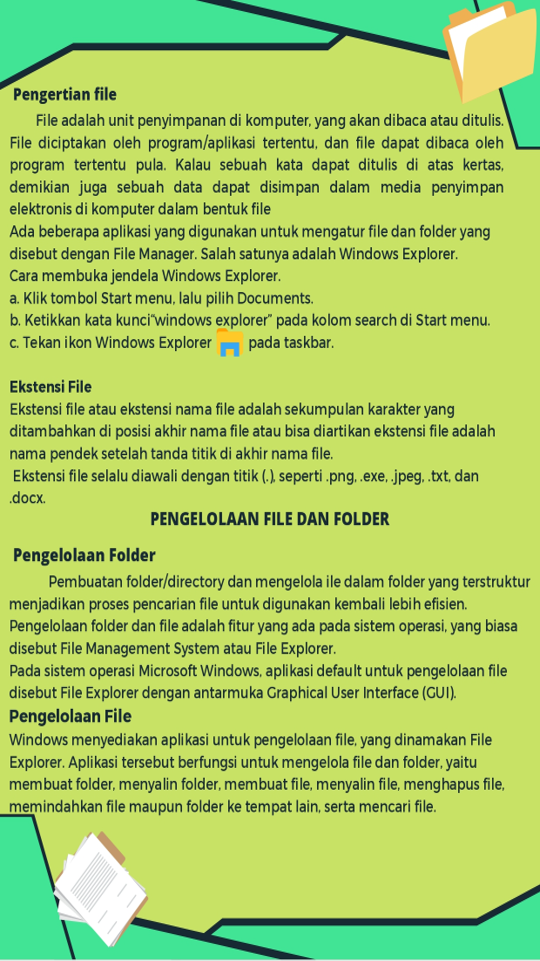 Pengertian file
File adalah unit penyimpanan di komputer, yang akan dibaca atau ditulis.
File diciptakan oleh program/aplikasi tertentu, dan file dapat dibaca oleh
program tertentu pula. Kalau sebuah kata dapat ditulis di atas kertas,
demikian juga sebuah data dapat disimpan dalam media penyimpan
elektronis di komputer dalam bentuk file
Ada beberapa aplikasi yang digunakan untuk mengatur file dan folder yang
disebut dengan File Manager. Salah satunya adalah Windows Explorer.
Cara membuka jendela Windows Explorer.
a. Klik tombol Start menu, lalu pilih Documents.
b. Ketikkan kata kunci“windows explorer” pada kolom search di Start menu.
c. Tekan ikon Windows Explorer pada taskbar.
Ekstensi File
Ekstensi file atau ekstensi nama file adalah sekumpulan karakter yang
ditambahkan di posisi akhir nama file atau bisa diartikan ekstensi file adalah
nama pendek setelah tanda titik di akhir nama file.
Ekstensi file selalu diawali dengan titik (.), seperti .png, .exe, .jpeg, .txt, dan
.docx.
PENGELOLAAN FILE DAN FOLDER
Pengelolaan Folder
Pembuatan folder/directory dan mengelola ile dalam folder yang terstruktur
menjadikan proses pencarian file untuk digunakan kembali lebih efisien.
Pengelolaan folder dan file adalah fitur yang ada pada sistem operasi, yang biasa
disebut File Management System atau File Explorer.
Pada sistem operasi Microsoft Windows, aplikasi default untuk pengelolaan file
disebut File Explorer dengan antarmuka Graphical User Interface (GUI).
Pengelolaan File
Windows menyediakan aplikasi untuk pengelolaan file, yang dinamakan File
Explorer. Aplikasi tersebut berfungsi untuk mengelola file dan folder, yaitu
membuat folder, menyalin folder, membuat file, menyalin file, menghapus file,
memindahkan file maupun folder ke tempat lain, serta mencari file.